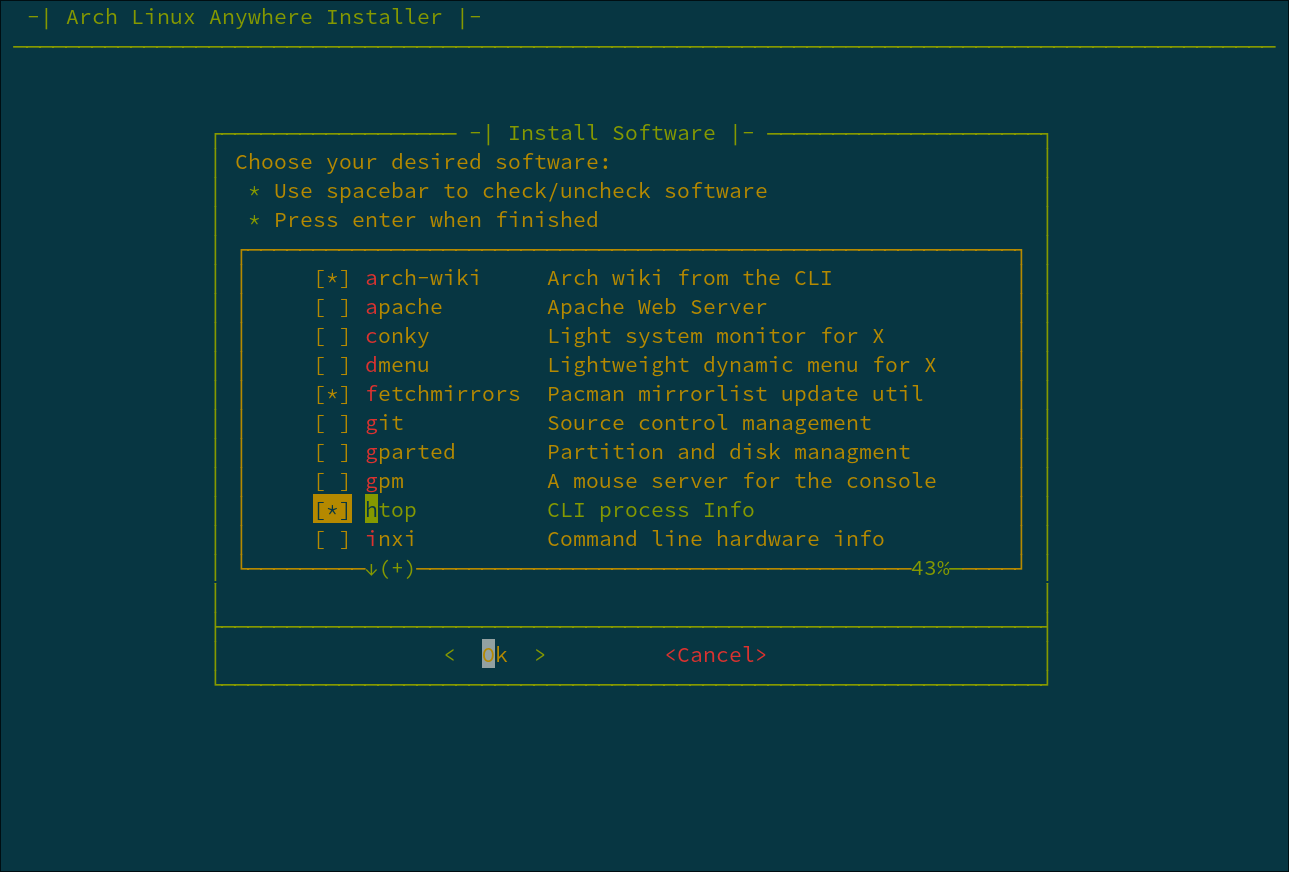 -| Arch Linux Anywhere Installer |-
-| Install Software |-
Choose your desired software:
* Use spacebar to check/uncheck software
* Press enter when finished
[*] arch-wiki Arch wiki from the CLI
[ ] apache Apache Web Server
[ ] conky Light system monitor for X
[ ] dmenu Lightweight dynamic menu for X
[*] fetchmirrors Pacman mirrorlist update util
[ ] git Source control management
[ ] gparted Partition and disk managment
[ ] gpm A mouse server for the console
[*] htop CLI process Info
[ ] inxi Command line hardware info
↓(+) 43%
< Ok > <Cancel>